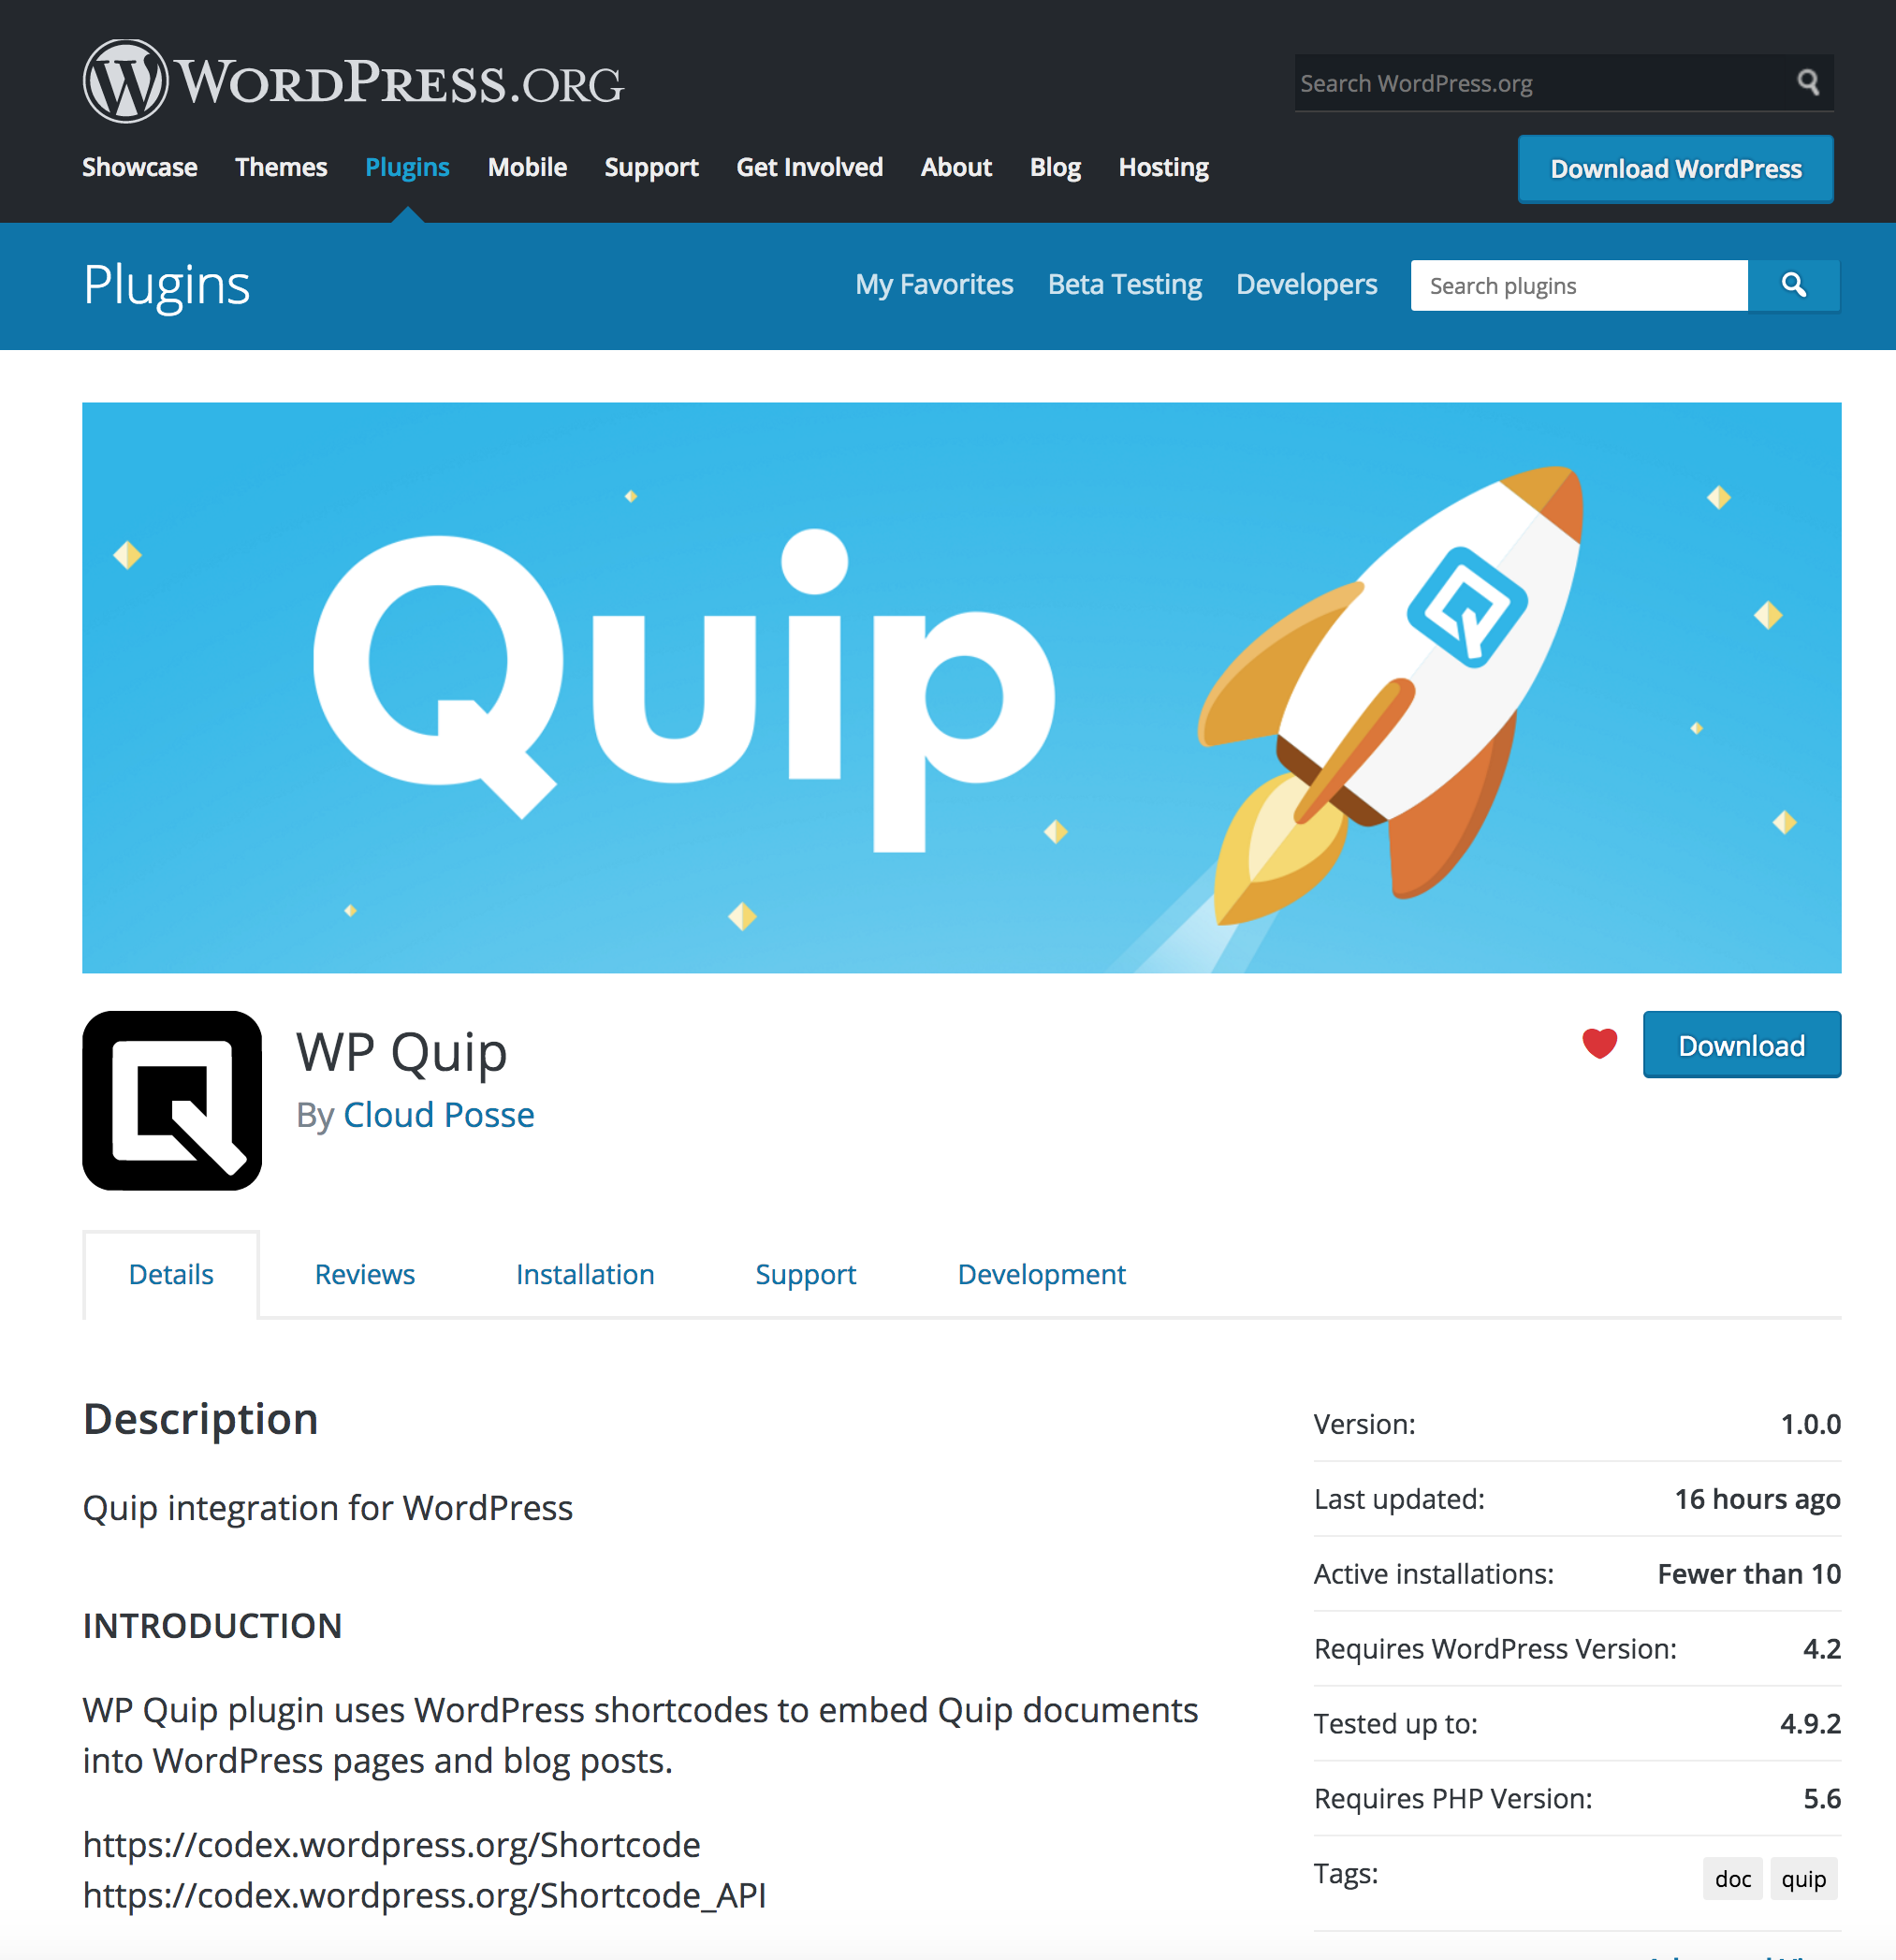 WORDPRESS.ORG
Search WordPress.org
Showcase Themes Plugins Mobile Support Get Involved About Blog Hosting
Download WordPress
Plugins
My Favorites Beta Testing Developers
Search plugins
Quip
WP Quip
Download
By Cloud Posse
Details Reviews Installation Support Development
Description
Quip integration for WordPress
INTRODUCTION
WP Quip plugin uses WordPress shortcodes to embed Quip documents
into WordPress pages and blog posts.
https://codex.wordpress.org/Shortcode
https://codex.wordpress.org/Shortcode_API
Version: 1.0.0
Last updated: 16 hours ago
Active installations: Fewer than 10
Requires WordPress Version: 4.2
Tested up to: 4.9.2
Requires PHP Version: 5.6
Tags: doc quip